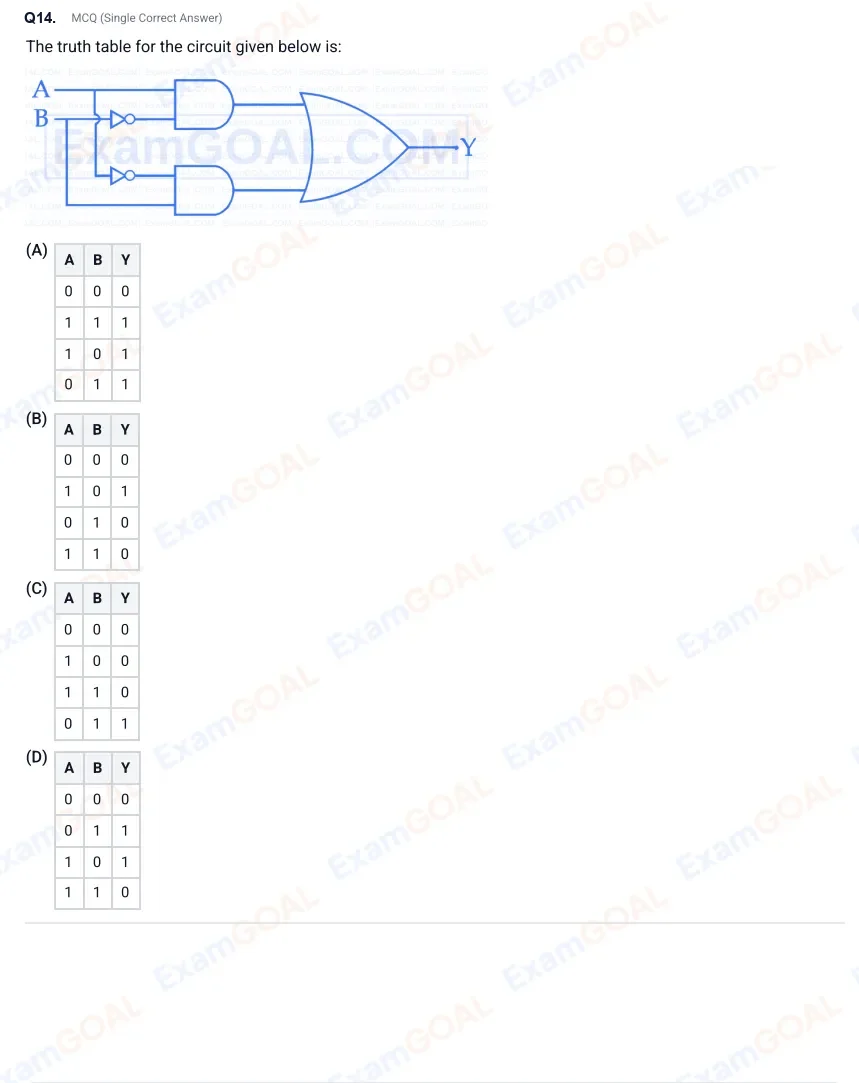 Q14. MCQ (Single Correct Answer)
The truth table for the circuit given below is:
A
B
Y
ExamGOAL.COM
(A)
A B Y
0 0 0
1 1 1
1 0 1
0 1 1
(B)
A B Y
0 0 0
1 0 1
0 1 0
1 1 0
(C)
A B Y
0 0 0
1 0 0
1 1 0
0 1 1
(D)
A B Y
0 0 0
0 1 1
1 0 1
1 1 0
ExamGOAL